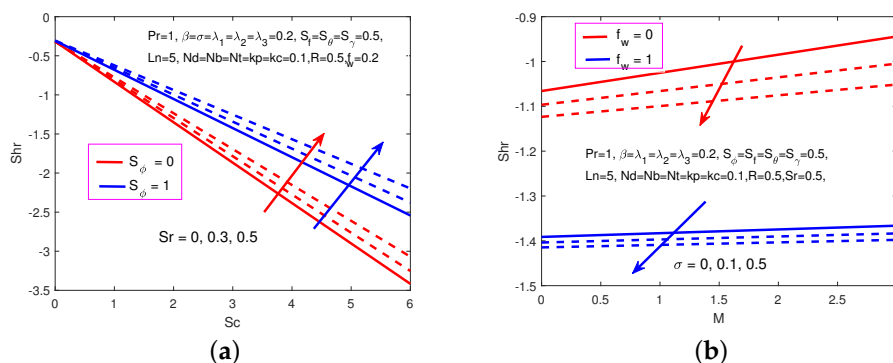 0
-0.5
-1
-1.5
-2
-2.5
-3
-3.5
Shr
Pr=1, β=σ=λ1=λ2=λ3=0.2, Sf=Sθ=Sγ=0.5,
Ln=5, Nd=Nb=Nt=kp=kc=0.1,R=0.5,fw=0.2
Sϕ = 0
Sϕ = 1
Sr = 0, 0.3, 0.5
0 1 2 3 4 5 6
Sc
(a)
-0.9
-1
-1.1
-1.2
-1.3
-1.4
-1.5
Shr
fw = 0
fw = 1
Pr=1, β=λ1=λ2=λ3=0.2, Sϕ=Sf=Sθ=Sγ=0.5,
Ln=5, Nd=Nb=Nt=kp=kc=0.1,R=0.5,Sr=0.5,
σ = 0, 0.1, 0.5
0 0.5 1 1.5 2 2.5
M
(b)